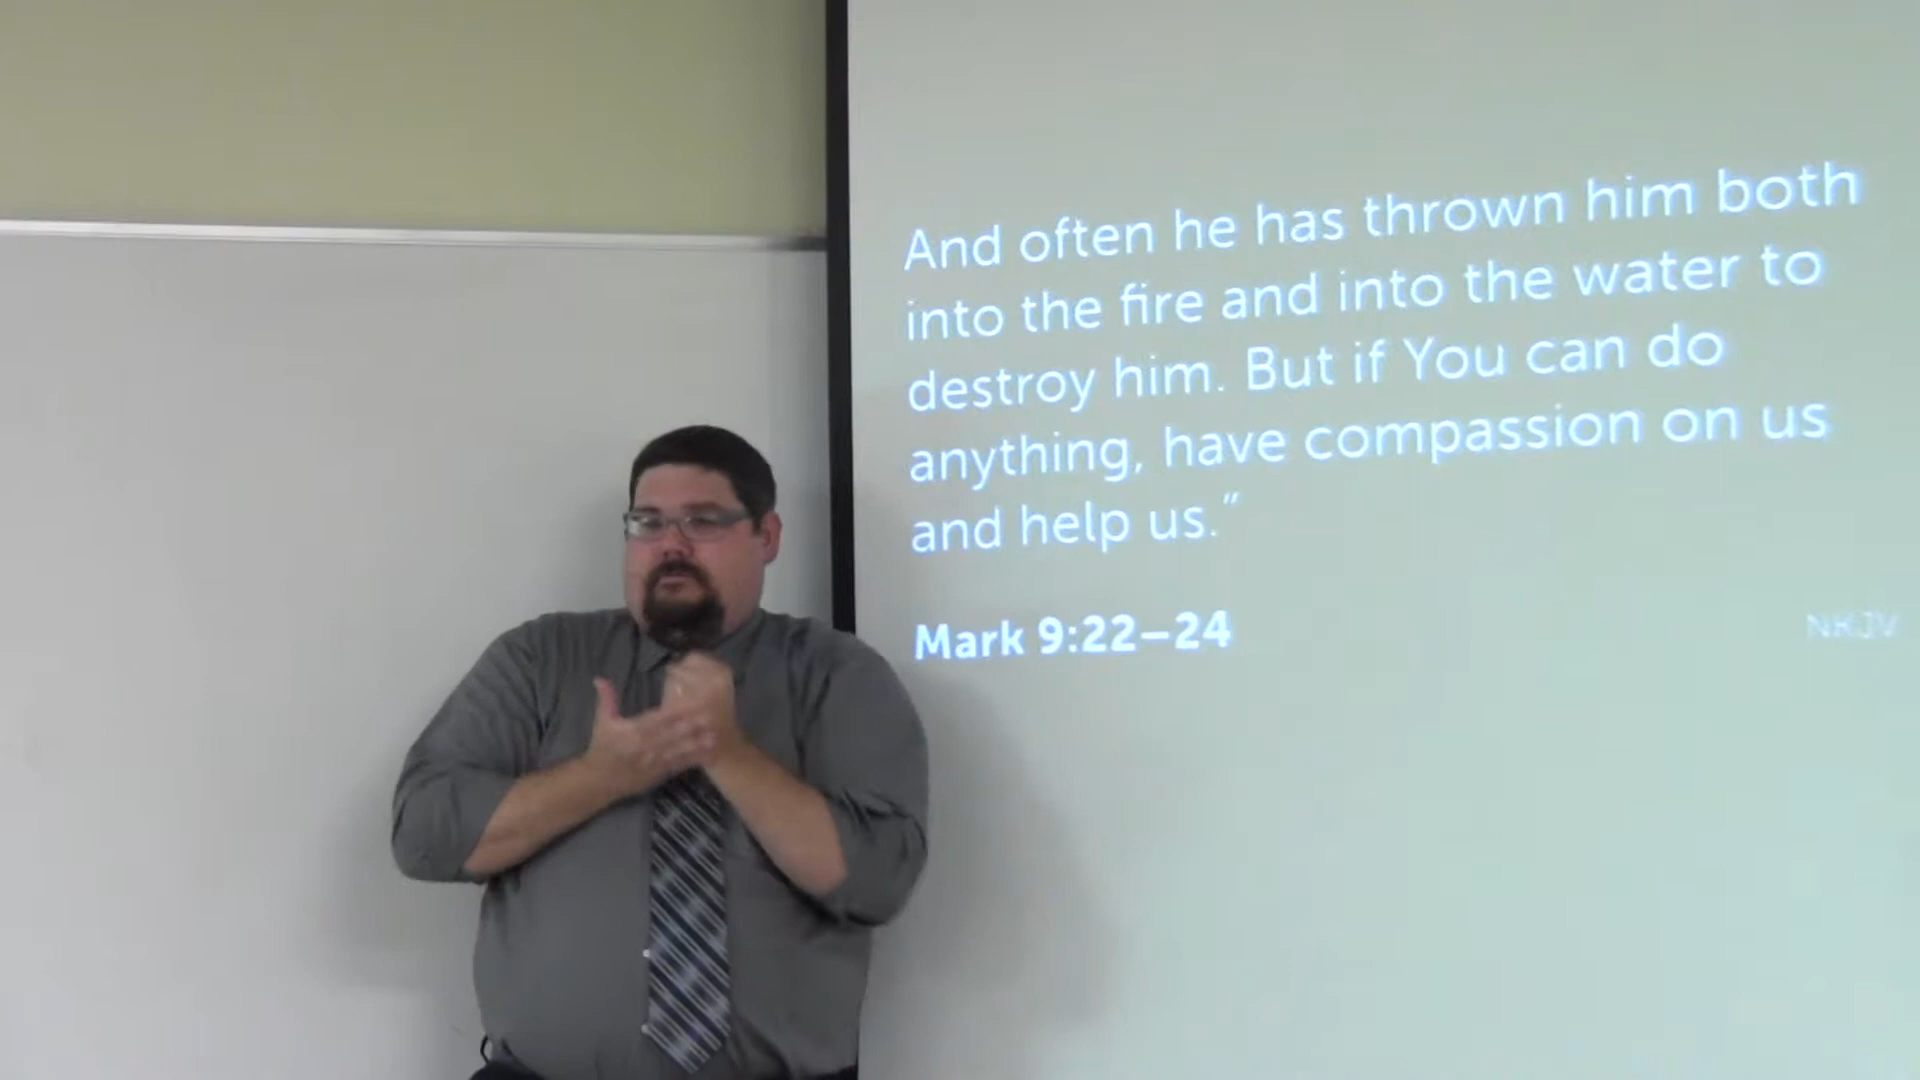 And often he has thrown him both
into the fire and into the water to
destroy him. But if You can do
anything, have compassion on us
and help us.”
Mark 9:22–24
NKJV